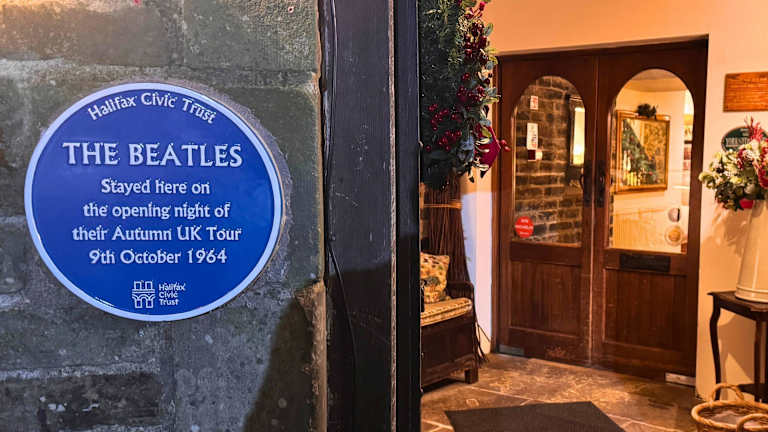 Halifax Civic Trust
THE BEATLES
Stayed here on
the opening night of
their Autumn UK Tour
9th October 1964
Halifax
Civic
Trust